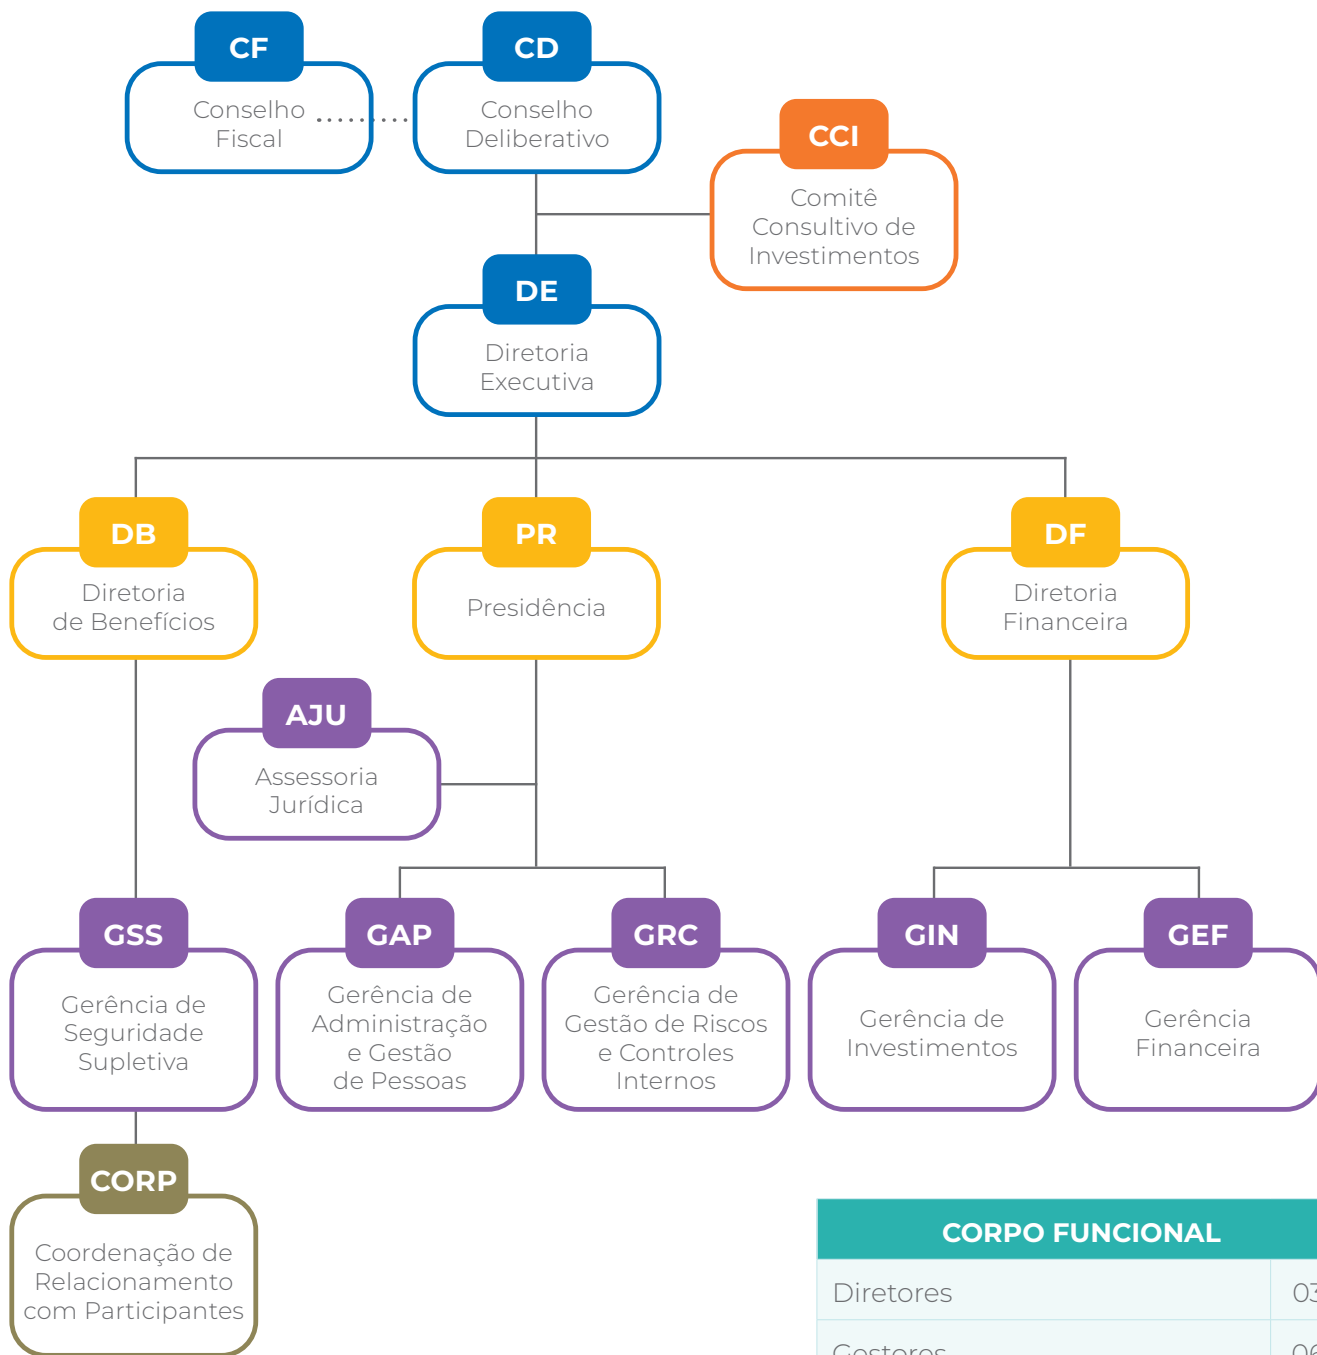 CF
Conselho
Fiscal
CD
Conselho
Deliberativo
CCI
Comitê
Consultivo de
Investimentos
DE
Diretoria
Executiva
DB
Diretoria
de Benefícios
PR
Presidência
DF
Diretoria
Financeira
AJU
Assessoria
Jurídica
GSS
Gerência de
Seguridade
Supletiva
GAP
Gerência de
Administração
e Gestão
de Pessoas
GRC
Gerência de
Gestão de Riscos
e Controles
Internos
GIN
Gerência de
Investimentos
GEF
Gerência
Financeira
CORP
Coordenação de
Relacionamento
com Participantes
CORPO FUNCIONAL
Diretores 03
Gestores 06